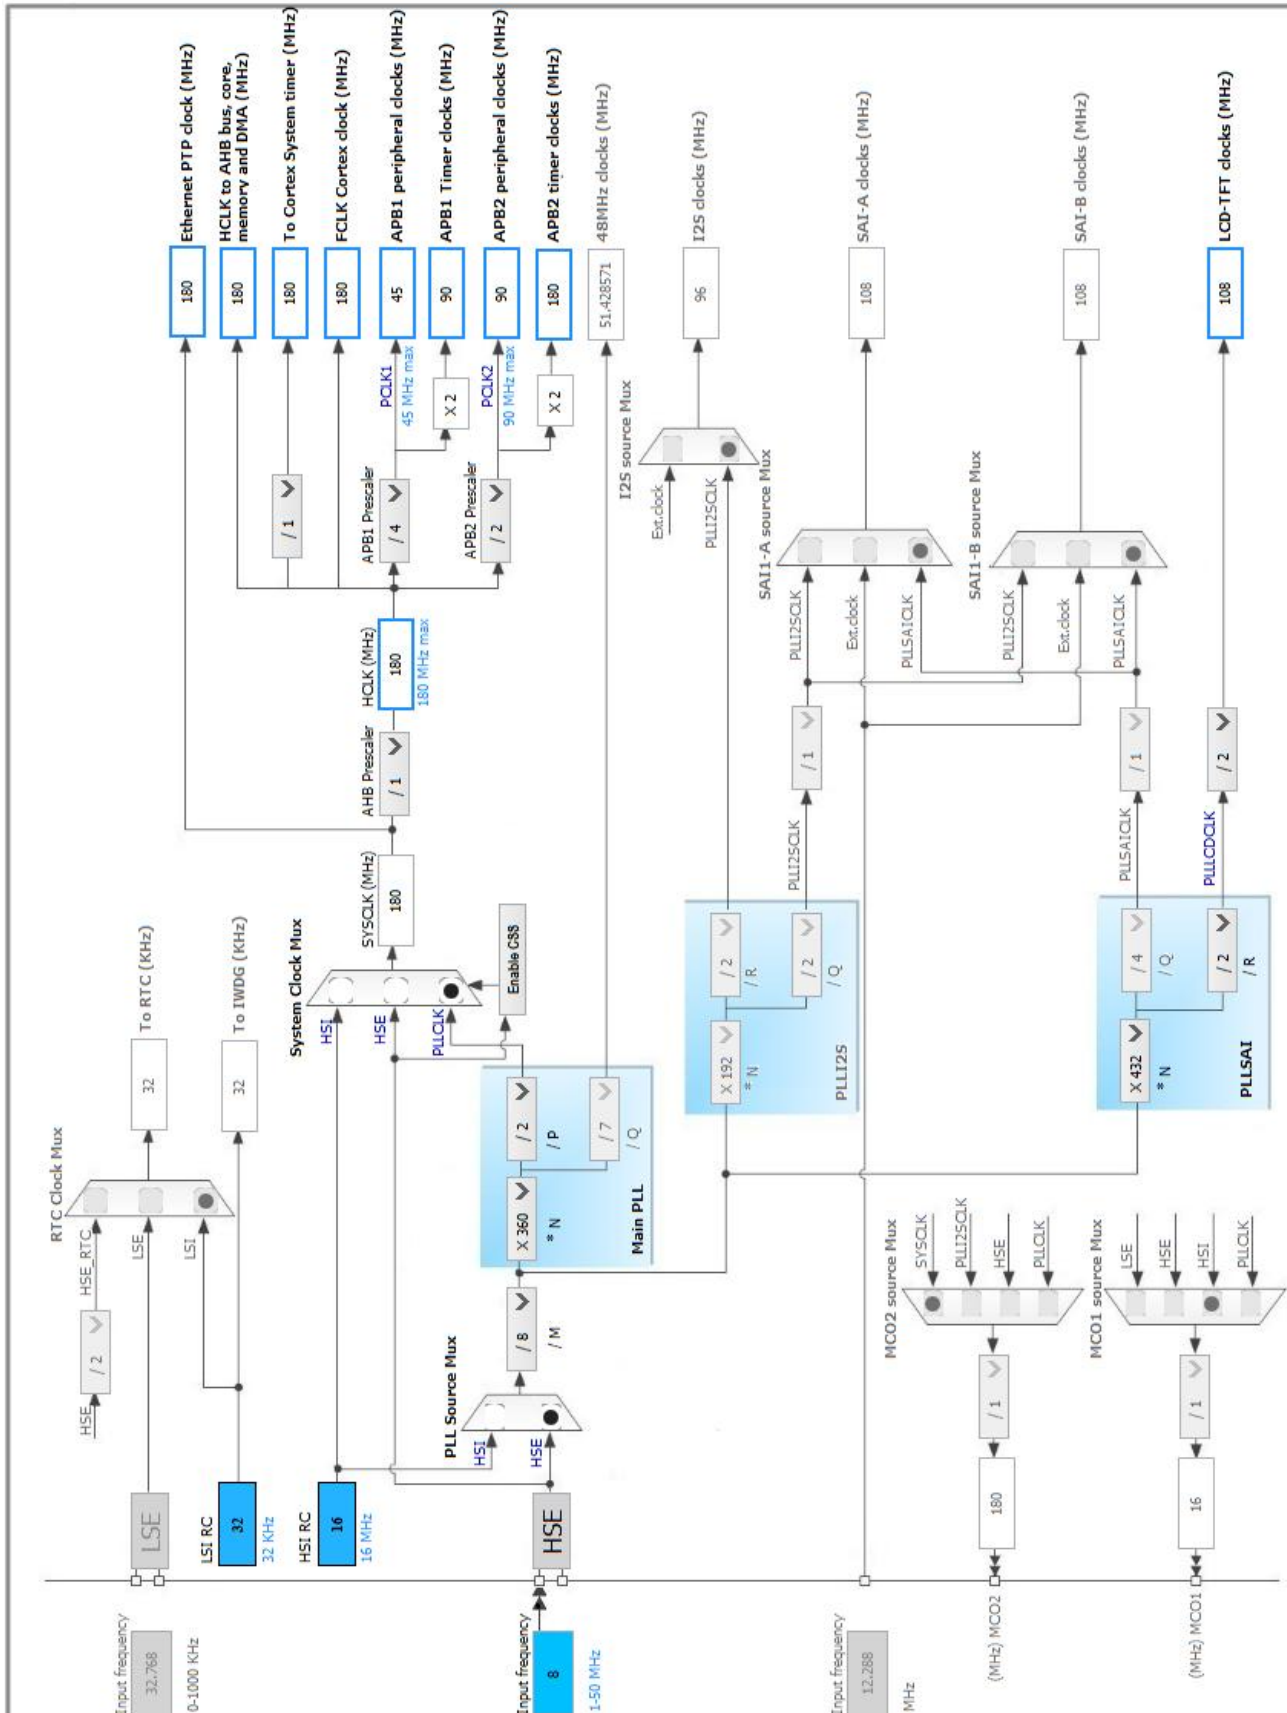 Input frequency
32.768
0-1000 KHz
LSE
HSE
/ 2
HSE_RTC
LSE
LSI
RTC Clock Mux
32
To RTC (KHz)
LSI RC
32
32 KHz
32
To IWDG (KHz)
HSI RC
16
16 MHz
System Clock Mux
HSI
HSE
PLLCLK
Enable CSS
SYSCLK (MHz)
180
AHB Prescaler
/ 1
HCLK (MHz)
180
180 MHz max
180
Ethernet PTP clock (MHz)
180
HCLK to AHB bus, core,
memory and DMA (MHz)
/ 1
180
To Cortex System timer (MHz)
180
FCLK Cortex clock (MHz)
APB1 Prescaler
/ 4
PCLK1
45 MHz max
45
APB1 peripheral clocks (MHz)
X 2
90
APB1 Timer clocks (MHz)
APB2 Prescaler
/ 2
PCLK2
90 MHz max
90
APB2 peripheral clocks (MHz)
X 2
180
APB2 timer clocks (MHz)
Input frequency
8
1-50 MHz
HSE
PLL Source Mux
HSI
HSE
/ 8
/ M
X 360
* N
/ 2
/ P
/ 7
/ Q
Main PLL
51.428571
48MHz clocks (MHz)
I2S source Mux
Ext.clock
PLLI2SCLK
96
I2S clocks (MHz)
X 192
* N
/ 2
/ R
/ 2
/ Q
PLLI2S
PLLI2SCLK
/ 1
SAI1-A source Mux
PLLI2SCLK
Ext.clock
PLLSAICLK
108
SAI-A clocks (MHz)
SAI1-B source Mux
PLLI2SCLK
Ext.clock
PLLSAICLK
108
SAI-B clocks (MHz)
Input frequency
12.288
MHz
X 432
* N
/ 4
/ Q
/ 2
/ R
PLLSAI
PLLSAICLK
/ 1
PLLLCDCLK
/ 2
108
LCD-TFT clocks (MHz)
MCO2 source Mux
SYSCLK
PLLI2SCLK
HSE
PLLCLK
/ 1
180
(MHz) MCO2
MCO1 source Mux
LSE
HSE
HSI
PLLCLK
/ 1
16
(MHz) MCO1